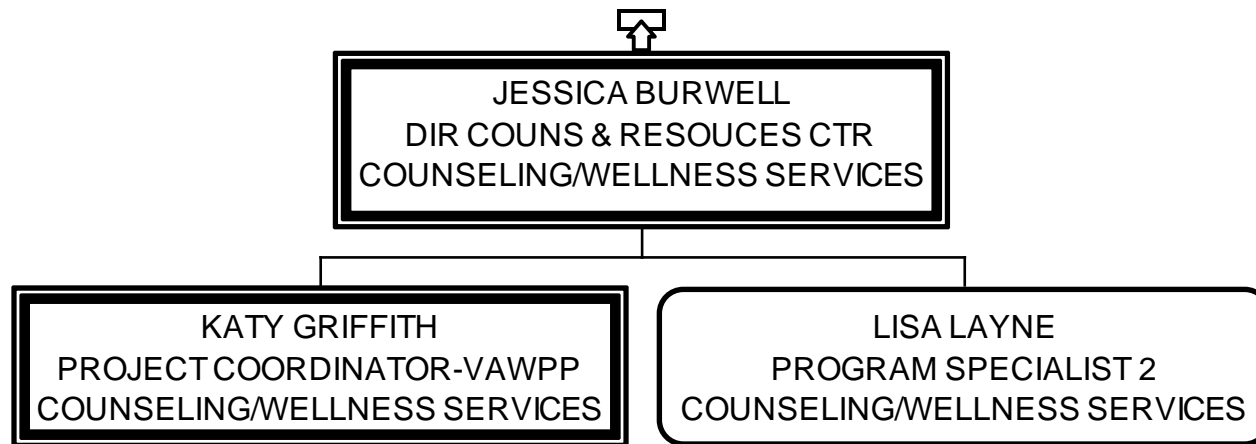 JESSICA BURWELL
DIR COUNS & RESOUCES CTR
COUNSELING/WELLNESS SERVICES
KATY GRIFFITH
PROJECT COORDINATOR-VAWPP
COUNSELING/WELLNESS SERVICES
LISA LAYNE
PROGRAM SPECIALIST 2
COUNSELING/WELLNESS SERVICES